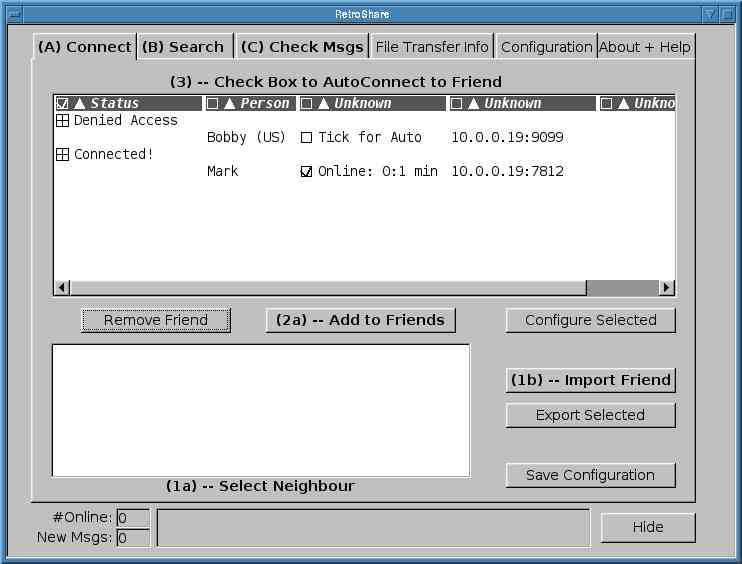 RetroShare
(A) Connect (B) Search (C) Check Msgs File Transfer Info Configuration About + Help
(3) -- Check Box to AutoConnect to Friend
Status Person Unknown Unknown Unkno
Denied Access
Bobby (US) Tick for Auto 10.0.0.19:9099
Connected!
Mark Online: 0:1 min 10.0.0.19:7812
Remove Friend (2a) -- Add to Friends Configure Selected
(1b) -- Import Friend
Export Selected
Save Configuration
(1a) -- Select Neighbour
#Online: 0
New Msgs: 0
Hide